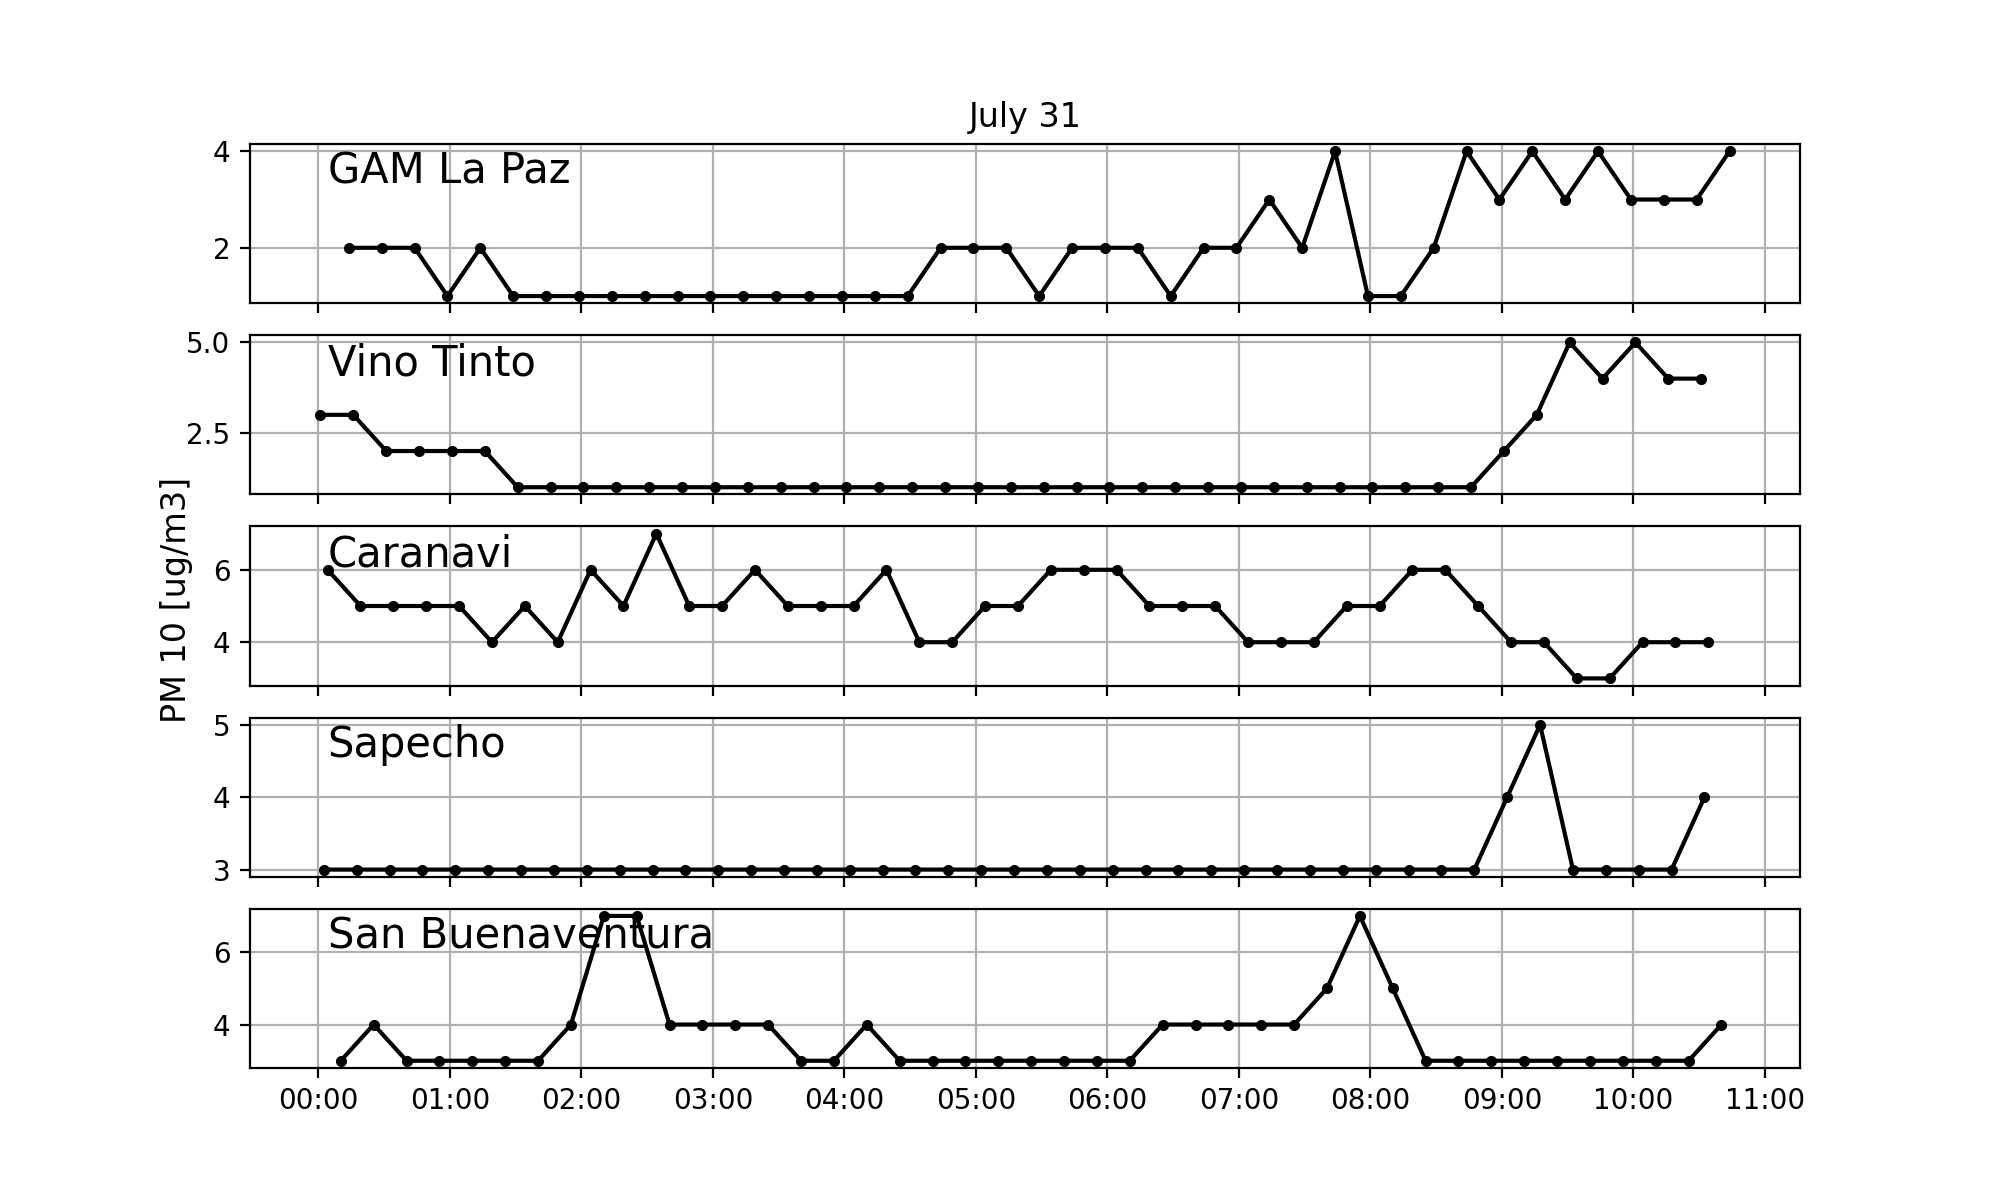 July 31
GAM La Paz
4
2
Vino Tinto
5.0
2.5
PM 10 [ug/m3]
Caranavi
6
4
Sapecho
5
4
3
San Buenaventura
6
4
00:00 01:00 02:00 03:00 04:00 05:00 06:00 07:00 08:00 09:00 10:00 11:00